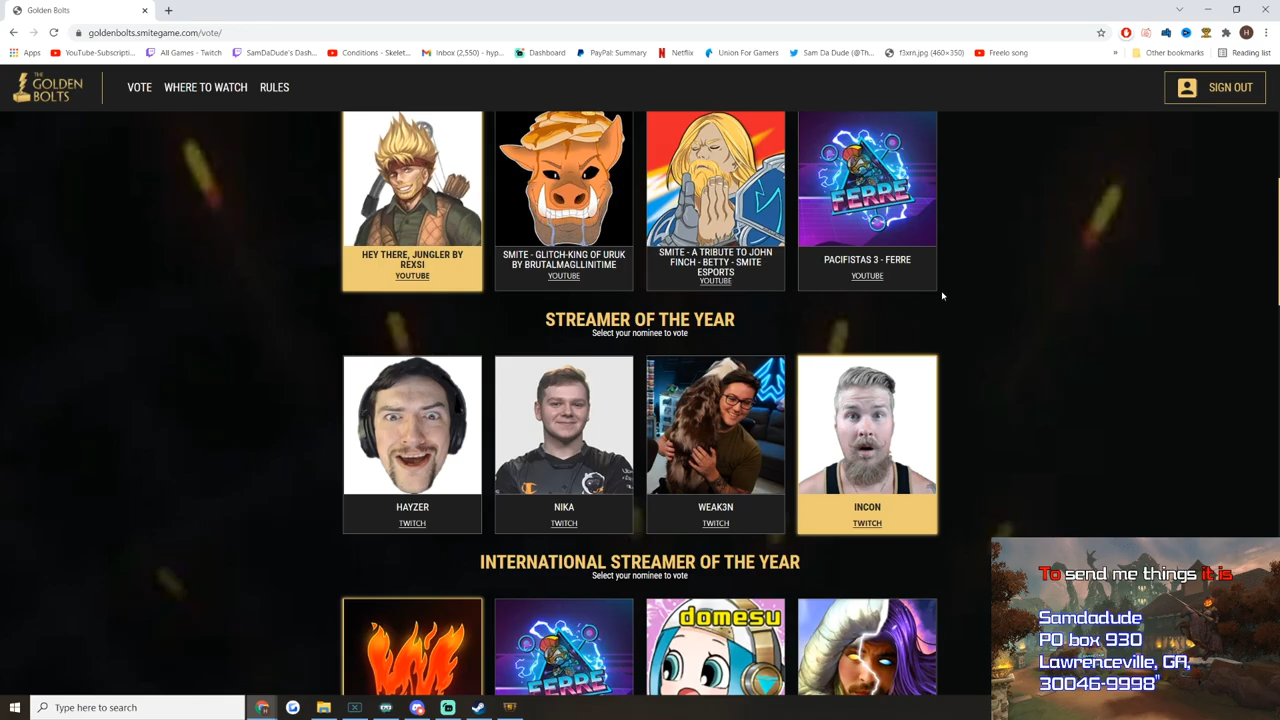 Golden Bolts
goldenbolts.smitegame.com/vote/
Apps
YouTube-Subscripti...
All Games - Twitch
SamDaDude's Dash...
Conditions - Skelet...
Inbox (2,550) - hyp...
Dashboard
PayPal: Summary
Netflix
Union For Gamers
Sam Da Dude (@Th...
f3xrn.jpg (460×350)
Freelo song
»
Other bookmarks
Reading list
THE
GOLDEN
BOLTS
VOTE
WHERE TO WATCH
RULES
SIGN OUT
HEY THERE, JUNGLER BY
REXSI
YOUTUBE
SMITE - GLITCH-KING OF URUK
BY BRUTALMAGLLINITIME
YOUTUBE
SMITE - A TRIBUTE TO JOHN
FINCH - BETTY - SMITE
ESPORTS
YOUTUBE
FERRE
PACIFISTAS 3 - FERRE
YOUTUBE
STREAMER OF THE YEAR
Select your nominee to vote
HAYZER
TWITCH
NIKA
TWITCH
WEAK3N
TWITCH
INCON
TWITCH
INTERNATIONAL STREAMER OF THE YEAR
Select your nominee to vote
FERRE
domesu
To send me things it is
Samdadude
PO box 930
Lawrenceville, GA,
30046-9998"
Type here to search